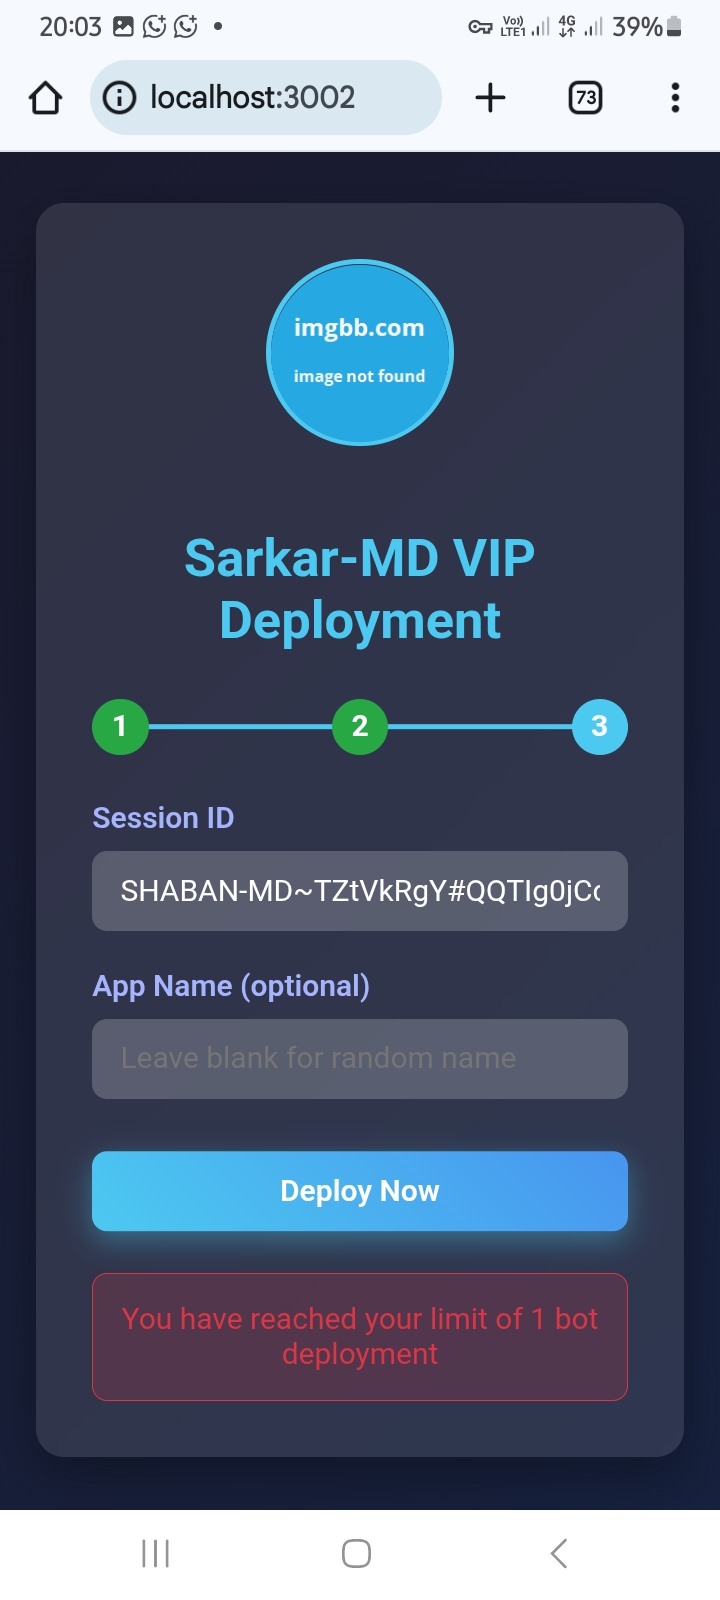 20:03
Vo)) LTE1 4G 39%
localhost:3002
73
imgbb.com
image not found
Sarkar-MD VIP
Deployment
1 2 3
Session ID
SHABAN-MD~TZtVkRgY#QQTIg0jCc
App Name (optional)
Leave blank for random name
Deploy Now
You have reached your limit of 1 bot
deployment